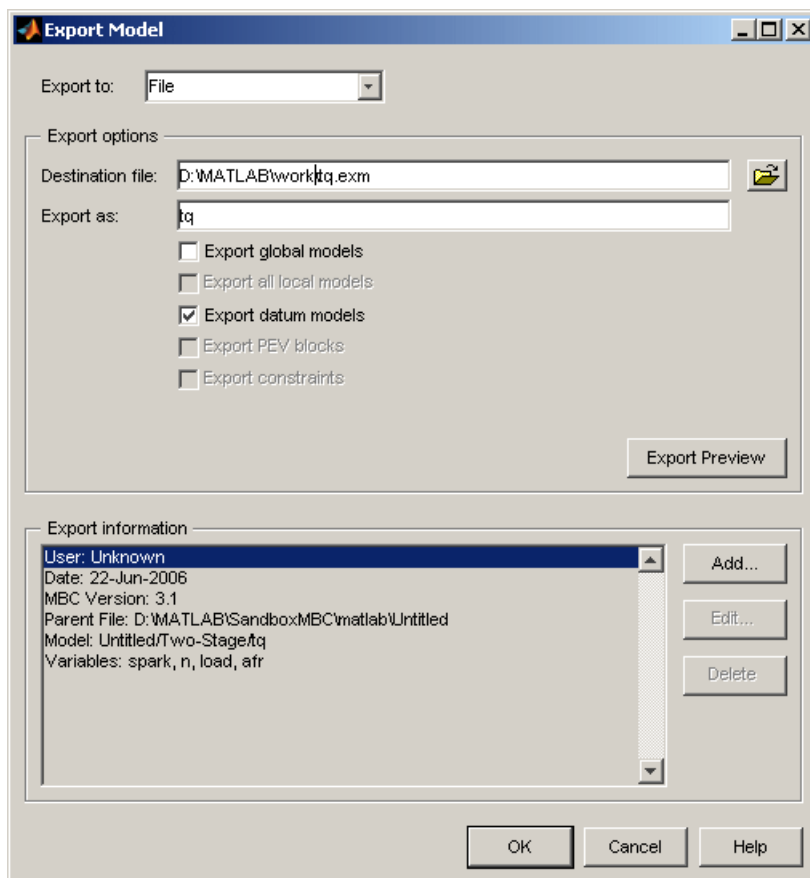 Export Model
Export to: File
Export options
Destination file: D:\MATLAB\work\tq.exm
Export as: tq
Export global models
Export all local models
Export datum models
Export PEV blocks
Export constraints
Export Preview
Export information
User: Unknown
Add...
Date: 22-Jun-2006
MBC Version: 3.1
Parent File: D:\MATLAB\SandboxMBC\matlab\Untitled
Edit...
Model: Untitled/Two-Stage/tq
Variables: spark, n, load, afr
Delete
OK Cancel Help